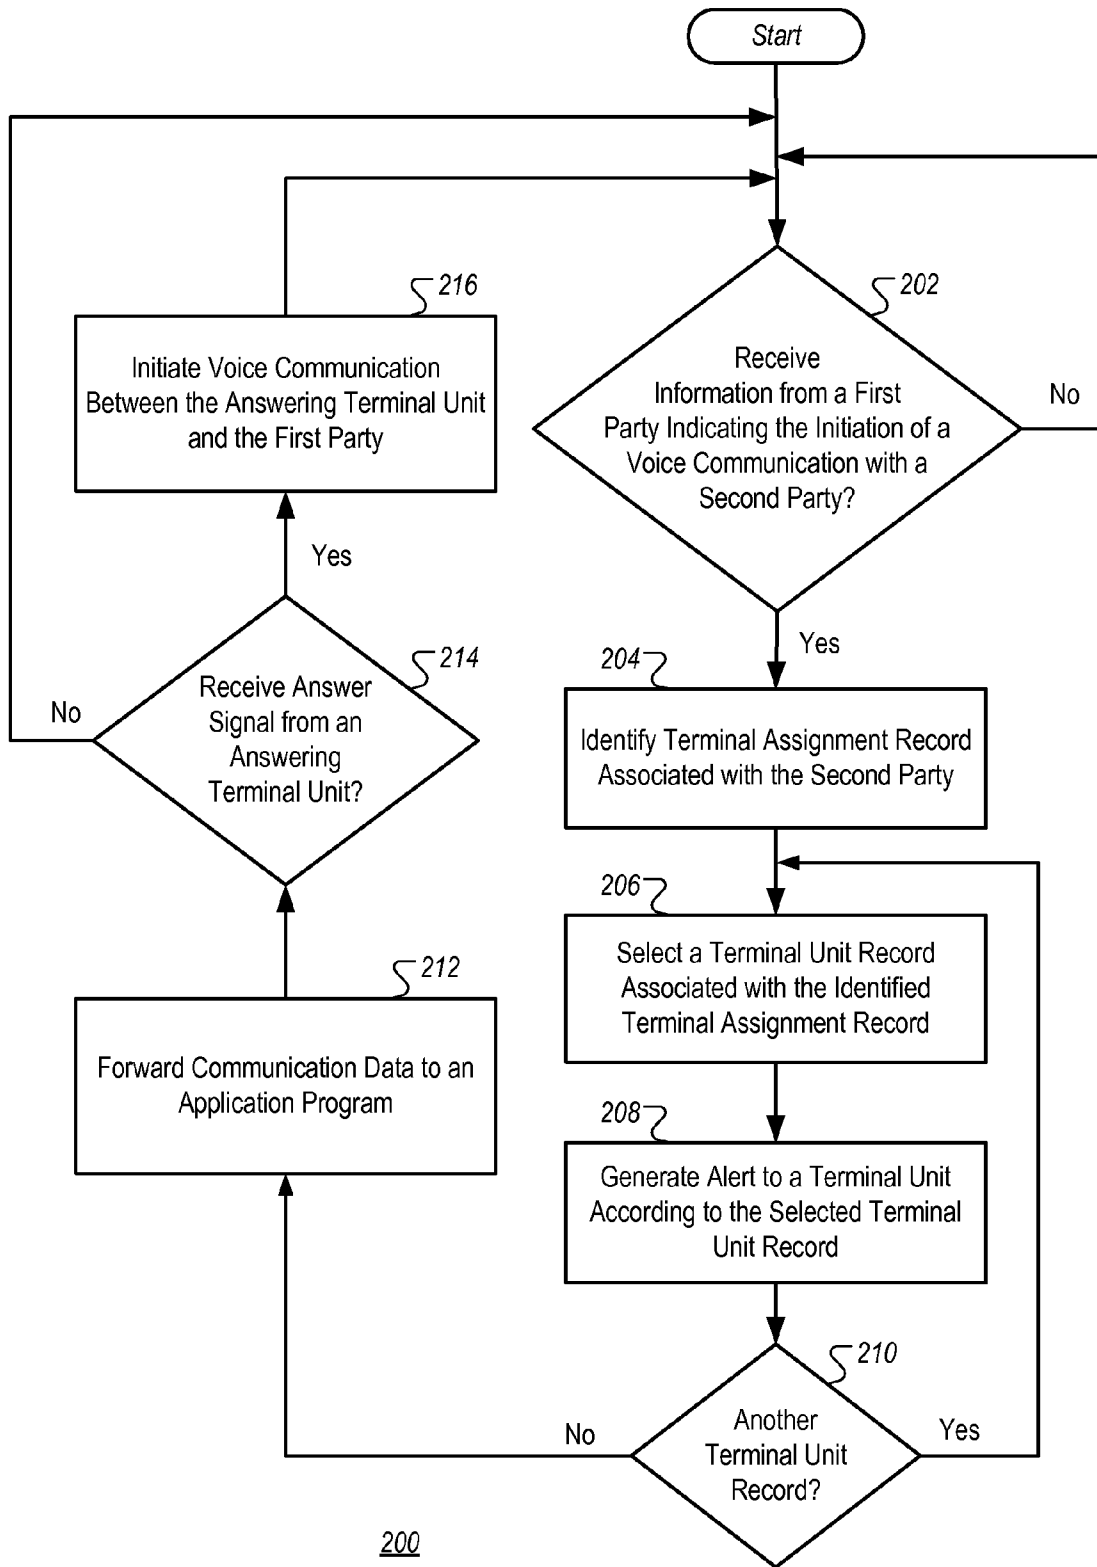 Start
202
Receive
Information from a First
Party Indicating the Initiation of a
Voice Communication with a
Second Party?
No
Yes
204
Identify Terminal Assignment Record
Associated with the Second Party
206
Select a Terminal Unit Record
Associated with the Identified
Terminal Assignment Record
208
Generate Alert to a Terminal Unit
According to the Selected Terminal
Unit Record
210
Another
Terminal Unit
Record?
Yes
No
212
Forward Communication Data to an
Application Program
214
Receive Answer
Signal from an
Answering
Terminal Unit?
No
Yes
216
Initiate Voice Communication
Between the Answering Terminal Unit
and the First Party
200